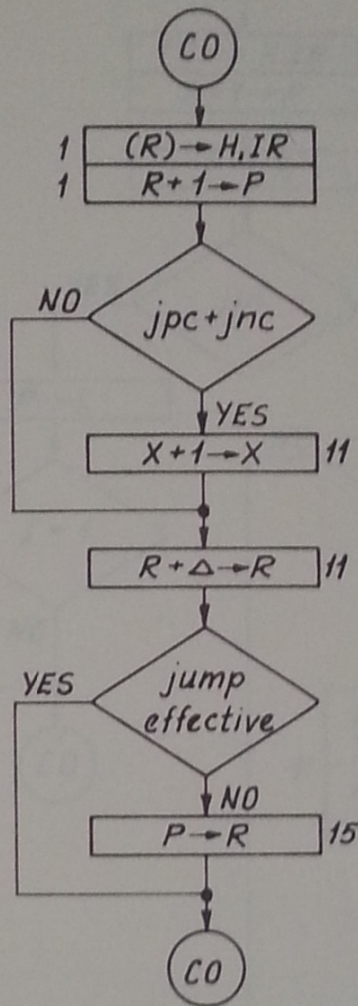 CO
1 (R)→H,IR
1 R+1→P
NO
jpc+jnc
YES
X+1→X 11
R+△→R 11
YES
jump
effective
NO
P→R 15
CO